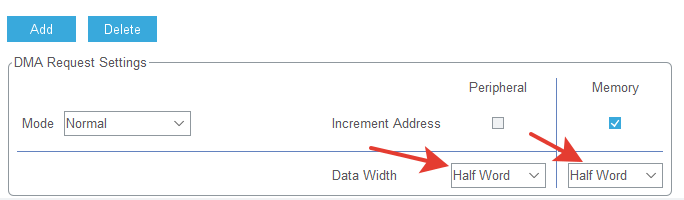 Add Delete
DMA Request Settings
Peripheral Memory
Mode Normal Increment Address
Data Width Half Word Half Word